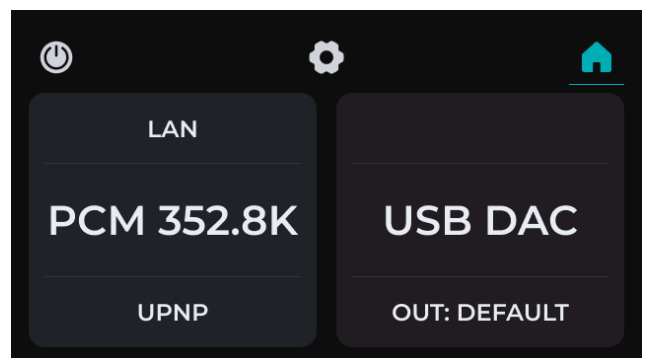 LAN
PCM 352.8K
UPNP
USB DAC
OUT: DEFAULT